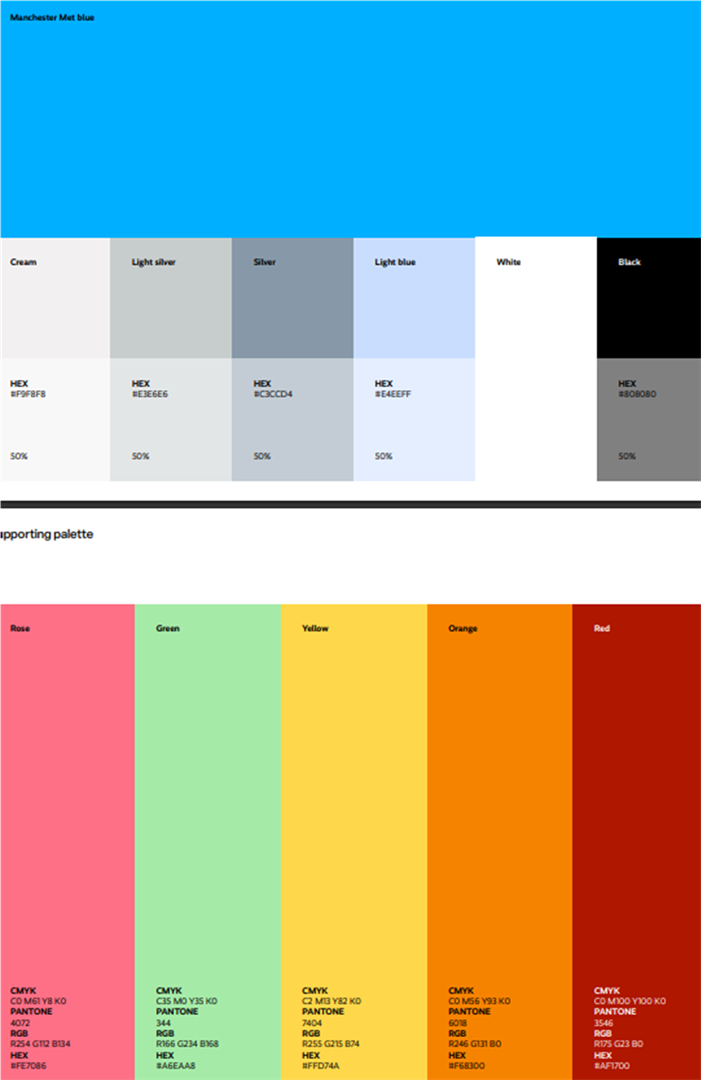 Manchester Met blue
Cream
Light silver
Silver
Light blue
White
Black
HEX
#F9F8F8
50%
HEX
#E3E6E6
50%
HEX
#C3CCD4
50%
HEX
#E4EEFF
50%
HEX
#808080
50%
upporting palette
Rose
CMYK
C0 M61 Y8 K0
PANTONE
4072
RGB
R254 G112 B134
HEX
#FE7086
Green
CMYK
C35 M0 Y35 K0
PANTONE
344
RGB
R166 G234 B168
HEX
#A6EAA8
Yellow
CMYK
C2 M13 Y82 K0
PANTONE
7404
RGB
R255 G215 B74
HEX
#FFD74A
Orange
CMYK
C0 M56 Y93 K0
PANTONE
6018
RGB
R246 G131 B0
HEX
#F68300
Red
CMYK
C0 M100 Y100 K0
PANTONE
3546
RGB
R175 G23 B0
HEX
#AF1700